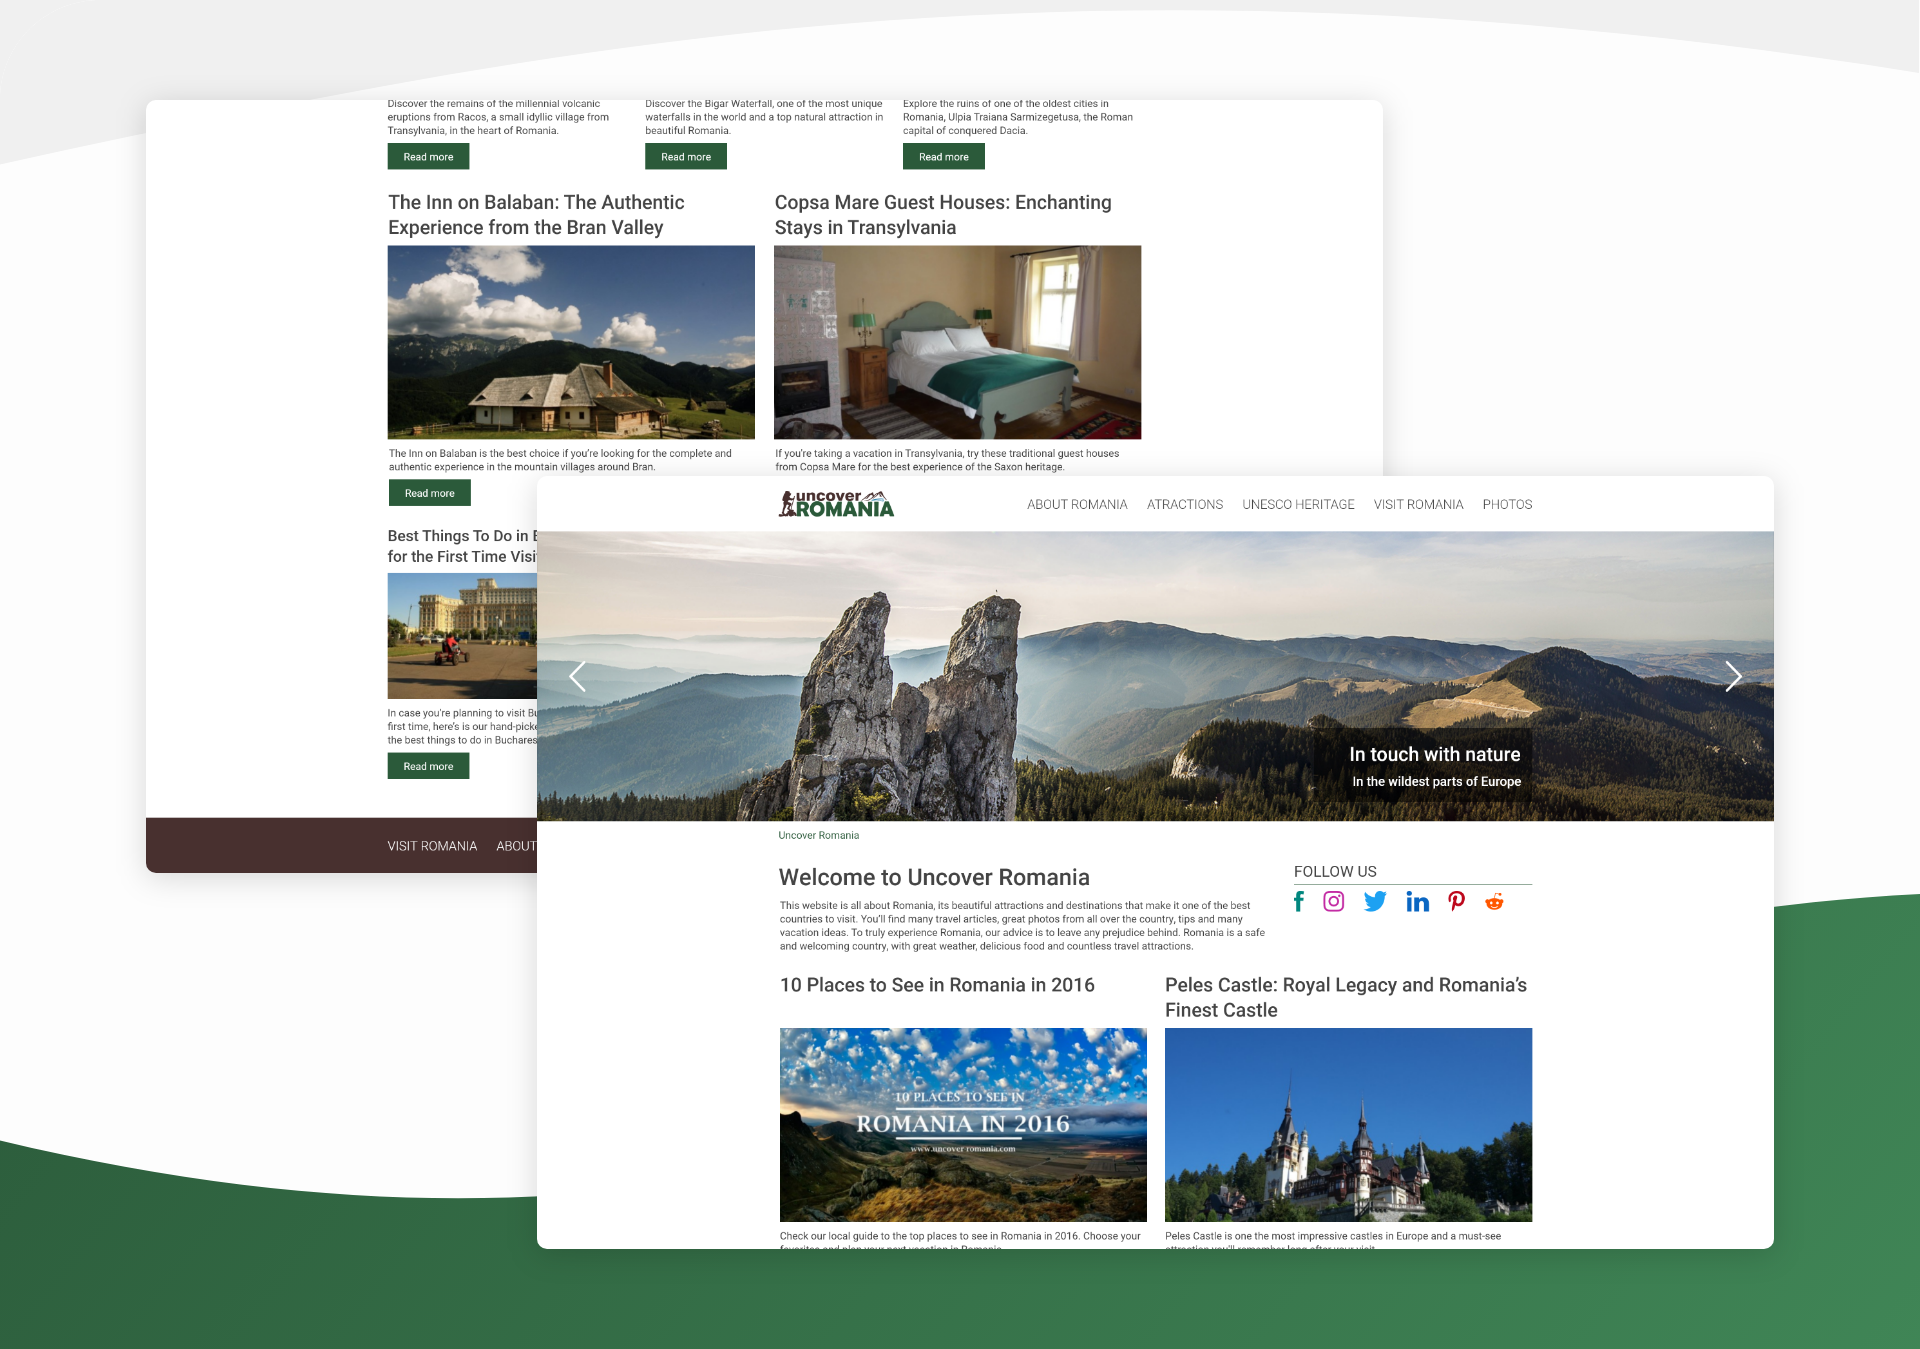 Discover the remains of the millennial volcanic
eruptions from Racos, a small idyllic village from
Transylvania, in the heart of Romania.
Read more
Discover the Bigar Waterfall, one of the most unique
waterfalls in the world and a top natural attraction in
beautiful Romania.
Read more
Explore the ruins of one of the oldest cities in
Romania, Ulpia Traiana Sarmizegetusa, the Roman
capital of conquered Dacia.
Read more
The Inn on Balaban: The Authentic
Experience from the Bran Valley
The Inn on Balaban is the best choice if you're looking for the complete and
authentic experience in the mountain villages around Bran.
Read more
Copsa Mare Guest Houses: Enchanting
Stays in Transylvania
If you're taking a vacation in Transylvania, try these traditional guest houses
from Copsa Mare for the best experience of the Saxon heritage.
Best Things To Do in
for the First Time
In case you're planning to visit
first time, here's is our
the best things to do in
Read more
VISIT ROMANIA ABOUT
uncover
ROMANIA
ABOUT ROMANIA ATRACTIONS UNESCO HERITAGE VISIT ROMANIA PHOTOS
In touch with nature
In the wildest parts of Europe
Uncover Romania
Welcome to Uncover Romania
This website is all about Romania, its beautiful attractions and destinations that make it one of the best
countries to visit. You'll find many travel articles, great photos from all over the country, tips and many
vacation ideas. To truly experience Romania, our advice is to leave any prejudice behind. Romania is a safe
and welcoming country, with great weather, delicious food and countless travel attractions.
FOLLOW US
10 Places to See in Romania in 2016
10 PLACES TO SEE IN
ROMANIA IN 2016
www.uncover-romania.com
Check our local guide to the top places to see in Romania in 2016. Choose your
favorites and plan your next vacation in Romania.
Peles Castle: Royal Legacy and Romania's
Finest Castle
Peles Castle is one the most impressive castles in Europe and a must-see
attraction you'll remember long after your visit.